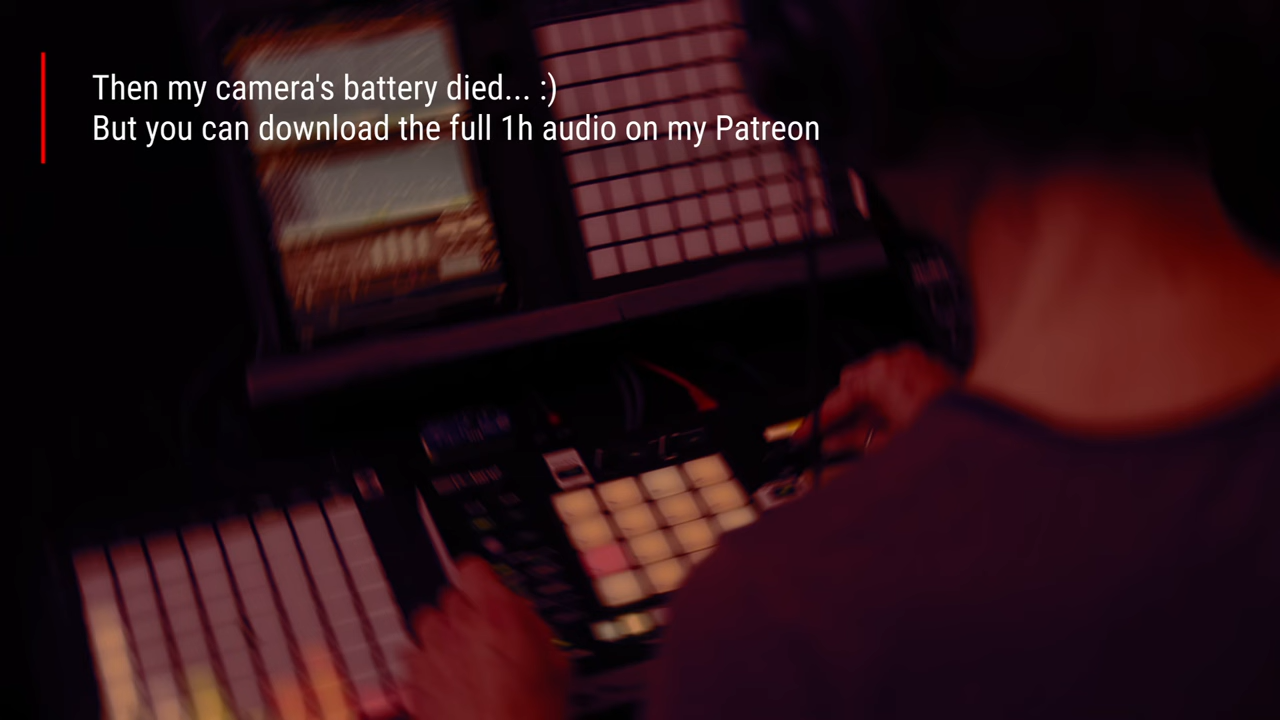 Then my camera's battery died... :)
But you can download the full 1h audio on my Patreon